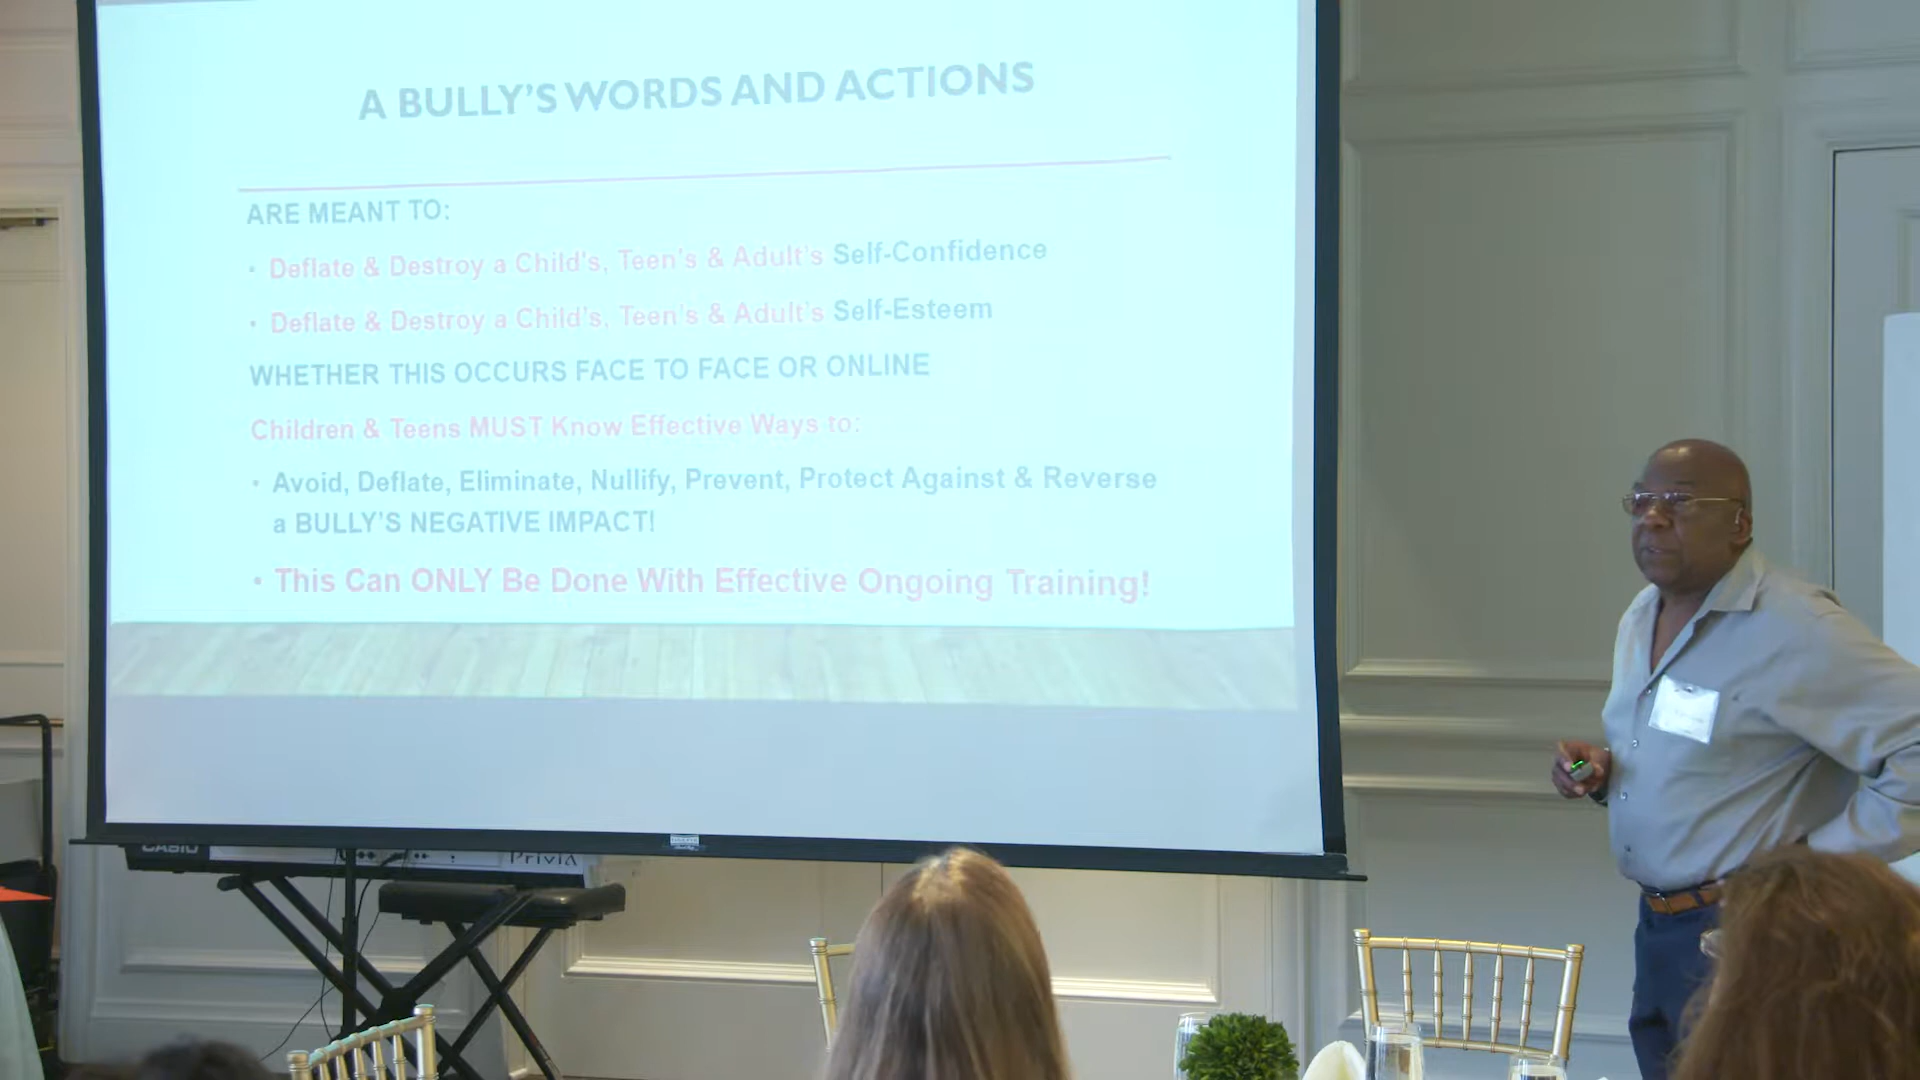 A BULLY'S WORDS AND ACTIONS
ARE MEANT TO:
• Deflate & Destroy a Child's, Teen's & Adult's Self-Confidence
• Deflate & Destroy a Child's, Teen's & Adult's Self-Esteem
WHETHER THIS OCCURS FACE TO FACE OR ONLINE
Children & Teens MUST Know Effective Ways to:
• Avoid, Deflate, Eliminate, Nullify, Prevent, Protect Against & Reverse
a BULLY'S NEGATIVE IMPACT!
• This Can ONLY Be Done With Effective Ongoing Training!
CASIO
Privia